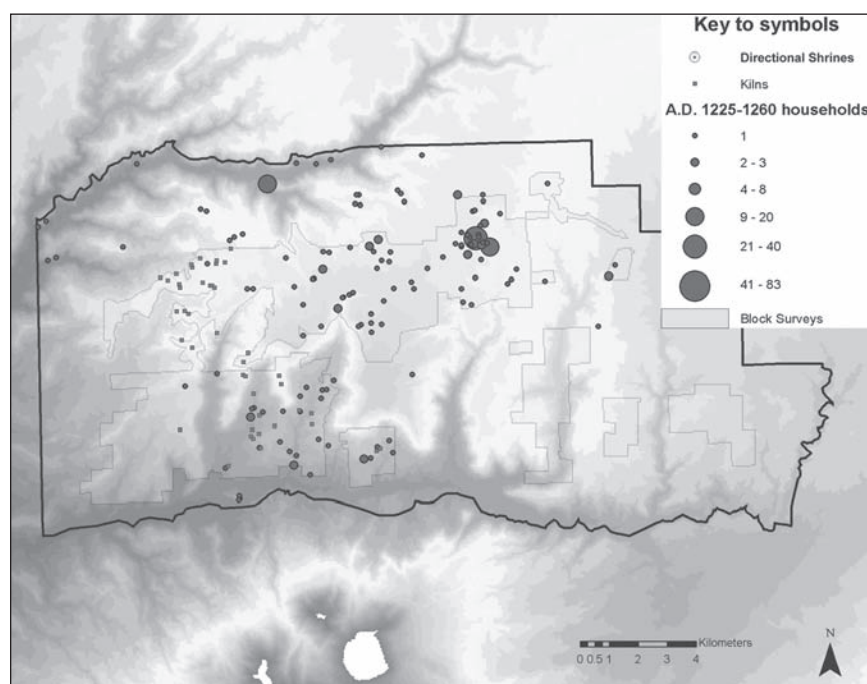 Key to symbols
Directional Shrines
Kilns
A.D. 1225-1260 households
1
2 - 3
4 - 8
9 - 20
21 - 40
41 - 83
Block Surveys
Kilometers
0 0.5 1 2 3 4
N